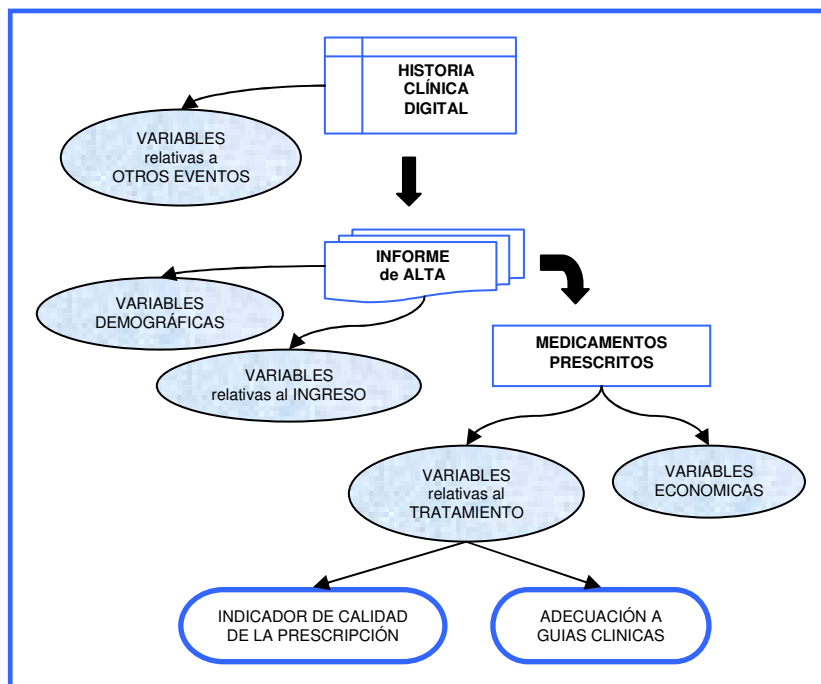 HISTORIA
CLÍNICA
DIGITAL
VARIABLES
relativas a
OTROS EVENTOS
INFORME
de ALTA
VARIABLES
DEMOGRÁFICAS
VARIABLES
relativas al INGRESO
MEDICAMENTOS
PRESCRITOS
VARIABLES
relativas al
TRATAMIENTO
VARIABLES
ECONOMICAS
INDICADOR DE CALIDAD
DE LA PRESCRIPCIÓN
ADECUACIÓN A
GUIAS CLINICAS